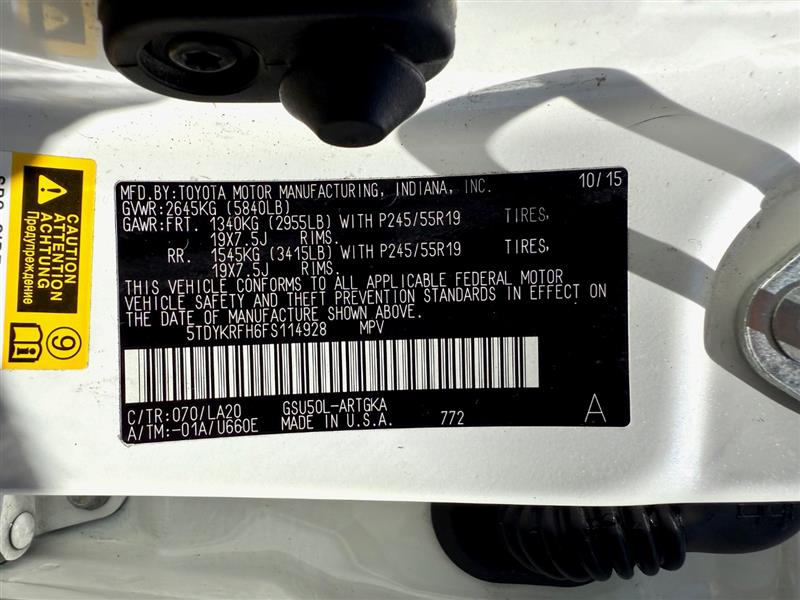 MFD.BY:TOYOTA MOTOR MANUFACTURING, INDIANA, INC. 10/15
GVWR:2645KG (5840LB)
GAWR:FRT. 1340KG (2955LB) WITH P245/55R19 TIRES,
19X7.5J RIMS.
RR. 1545KG (3415LB) WITH P245/55R19 TIRES,
19X7.5J RIMS.
THIS VEHICLE CONFORMS TO ALL APPLICABLE FEDERAL MOTOR
VEHICLE SAFETY AND THEFT PREVENTION STANDARDS IN EFFECT ON
THE DATE OF MANUFACTURE SHOWN ABOVE.
5TDYKRFH6FS114928 MPV
C/TR:070/LA20 GSU50L-ARTGKA
A/TM:-01A/U660E MADE IN U.S.A. 772 A
CAUTION
ATTENTION
ACHTUNG
Предупреждение
9